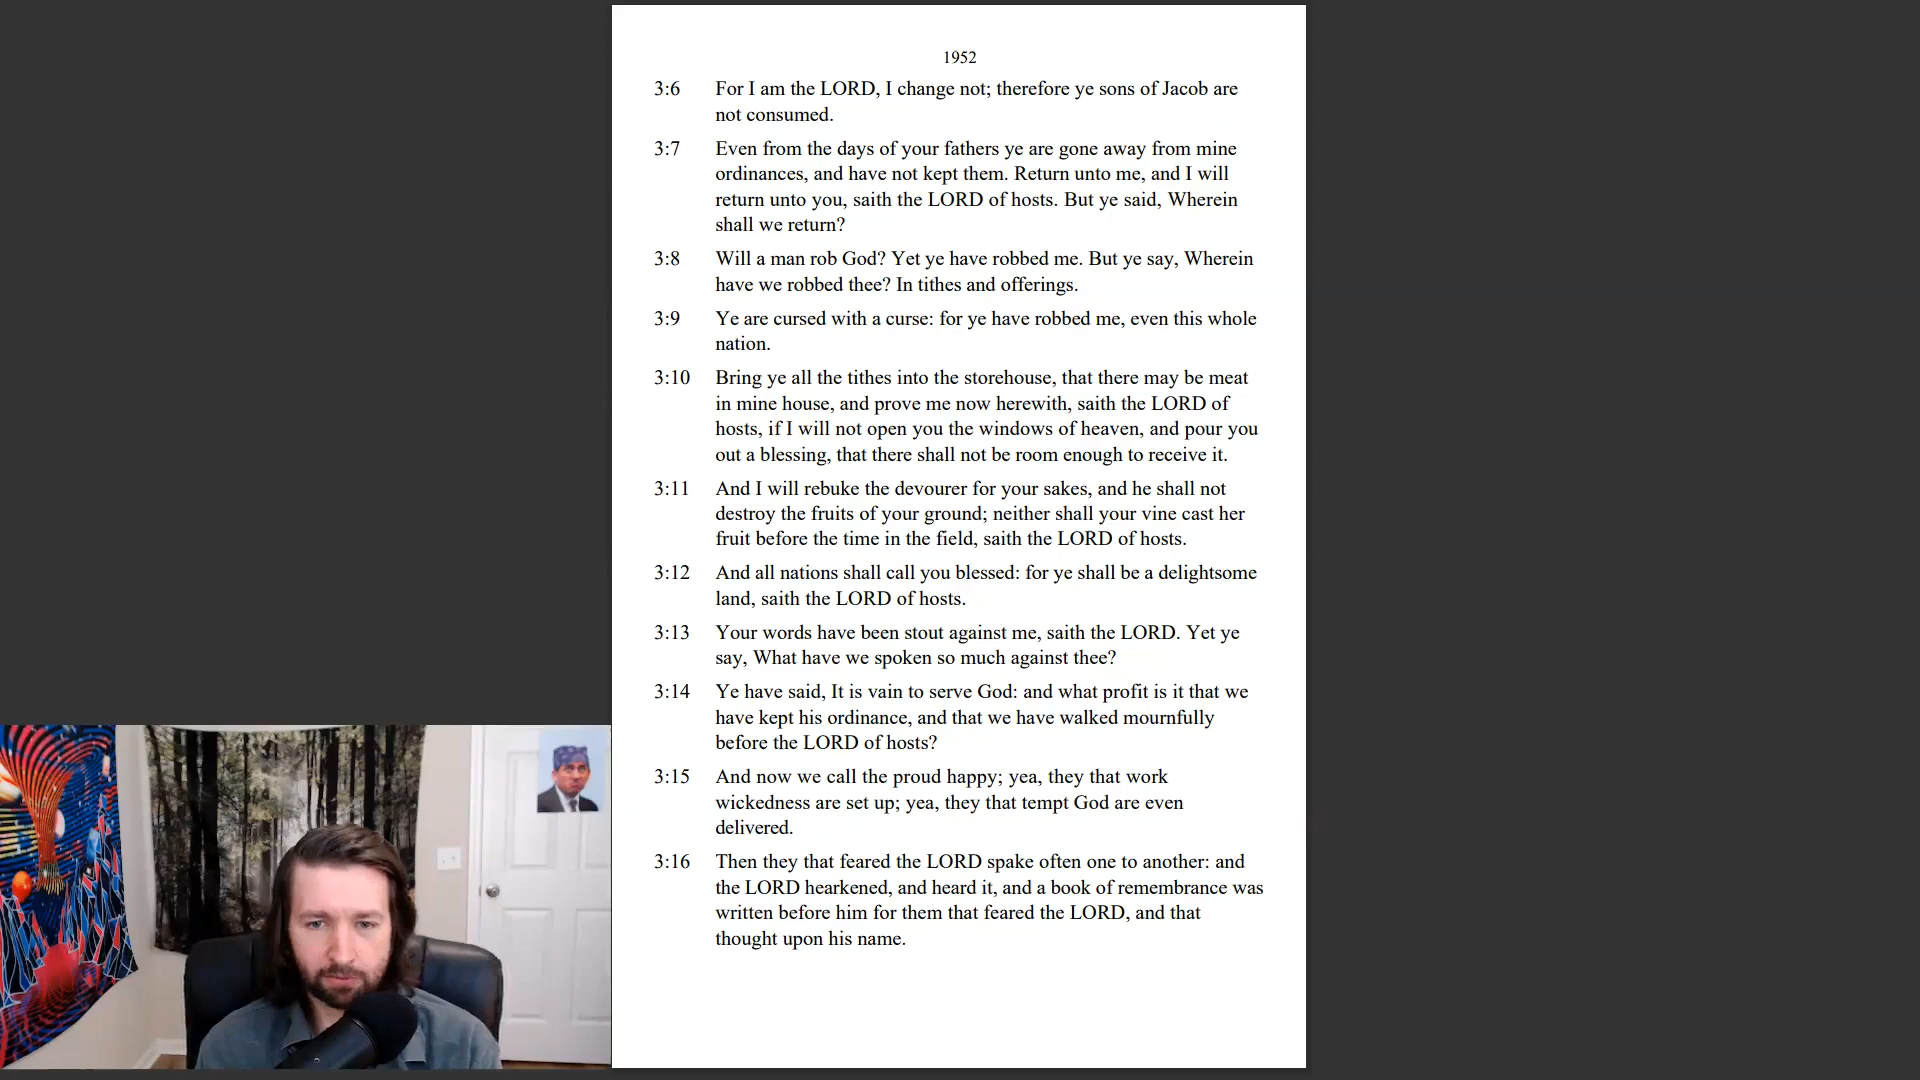 1952
3:6 For I am the LORD, I change not; therefore ye sons of Jacob are
not consumed.
3:7 Even from the days of your fathers ye are gone away from mine
ordinances, and have not kept them. Return unto me, and I will
return unto you, saith the LORD of hosts. But ye said, Wherein
shall we return?
3:8 Will a man rob God? Yet ye have robbed me. But ye say, Wherein
have we robbed thee? In tithes and offerings.
3:9 Ye are cursed with a curse: for ye have robbed me, even this whole
nation.
3:10 Bring ye all the tithes into the storehouse, that there may be meat
in mine house, and prove me now herewith, saith the LORD of
hosts, if I will not open you the windows of heaven, and pour you
out a blessing, that there shall not be room enough to receive it.
3:11 And I will rebuke the devourer for your sakes, and he shall not
destroy the fruits of your ground; neither shall your vine cast her
fruit before the time in the field, saith the LORD of hosts.
3:12 And all nations shall call you blessed: for ye shall be a delightsome
land, saith the LORD of hosts.
3:13 Your words have been stout against me, saith the LORD. Yet ye
say, What have we spoken so much against thee?
3:14 Ye have said, It is vain to serve God: and what profit is it that we
have kept his ordinance, and that we have walked mournfully
before the LORD of hosts?
3:15 And now we call the proud happy; yea, they that work
wickedness are set up; yea, they that tempt God are even
delivered.
3:16 Then they that feared the LORD spake often one to another: and
the LORD hearkened, and heard it, and a book of remembrance was
written before him for them that feared the LORD, and that
thought upon his name.